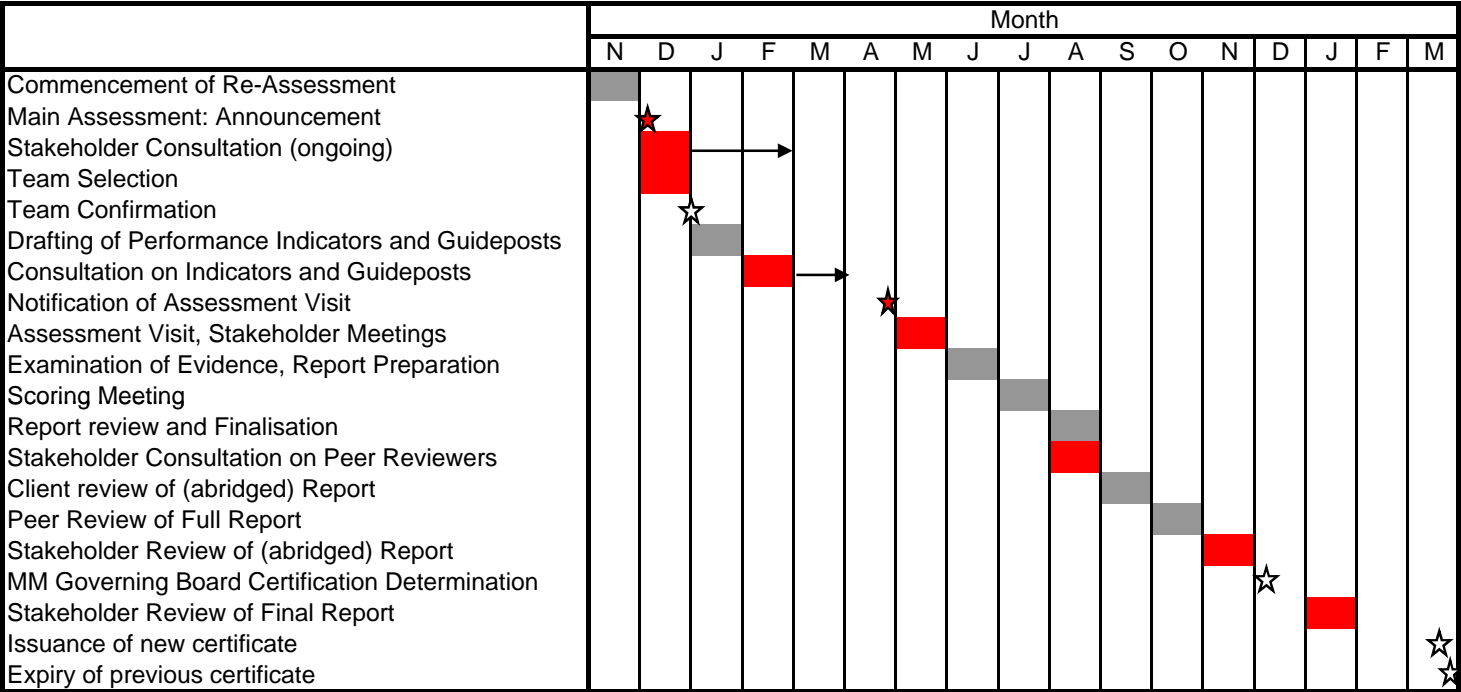 Month
N D J F M A M J J A S O N D J F M
Commencement of Re-Assessment
Main Assessment: Announcement
Stakeholder Consultation (ongoing)
Team Selection
Team Confirmation
Drafting of Performance Indicators and Guideposts
Consultation on Indicators and Guideposts
Notification of Assessment Visit
Assessment Visit, Stakeholder Meetings
Examination of Evidence, Report Preparation
Scoring Meeting
Report review and Finalisation
Stakeholder Consultation on Peer Reviewers
Client review of (abridged) Report
Peer Review of Full Report
Stakeholder Review of (abridged) Report
MM Governing Board Certification Determination
Stakeholder Review of Final Report
Issuance of new certificate
Expiry of previous certificate